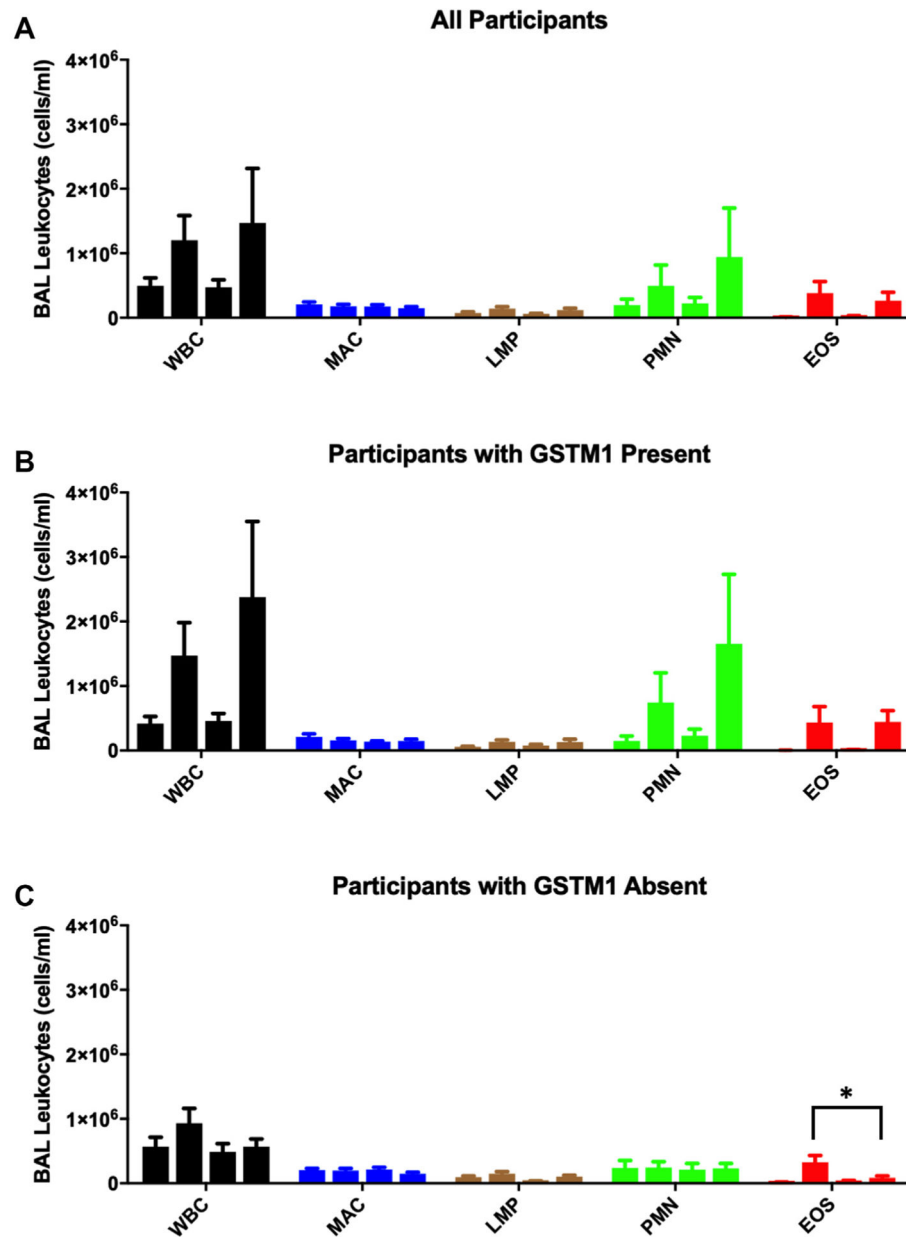 A
All Participants
BAL Leukocytes (cells/ml)
4×10⁶
3×10⁶
2×10⁶
1×10⁶
0
WBC
MAC
LMP
PMN
EOS
B
Participants with GSTM1 Present
BAL Leukocytes (cells/ml)
4×10⁶
3×10⁶
2×10⁶
1×10⁶
0
WBC
MAC
LMP
PMN
EOS
C
Participants with GSTM1 Absent
BAL Leukocytes (cells/ml)
4×10⁶
3×10⁶
2×10⁶
1×10⁶
0
*
WBC
MAC
LMP
PMN
EOS